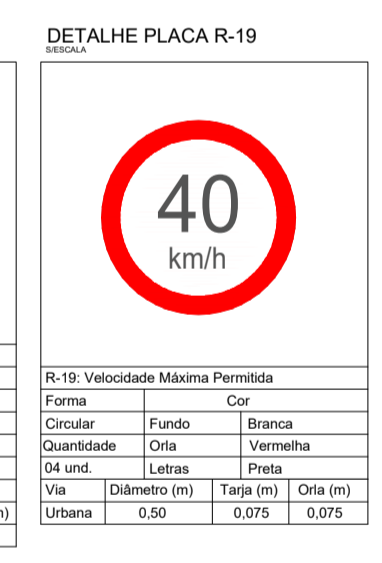 DETALHE PLACA R-19
S/ESCALA
40
km/h
R-19: Velocidade Máxima Permitida
Forma Cor
Circular Fundo Branca
Quantidade Orla Vermelha
04 und. Letras Preta
Via Diâmetro (m) Tarja (m) Orla (m)
)
Urbana 0,50 0,075 0,075